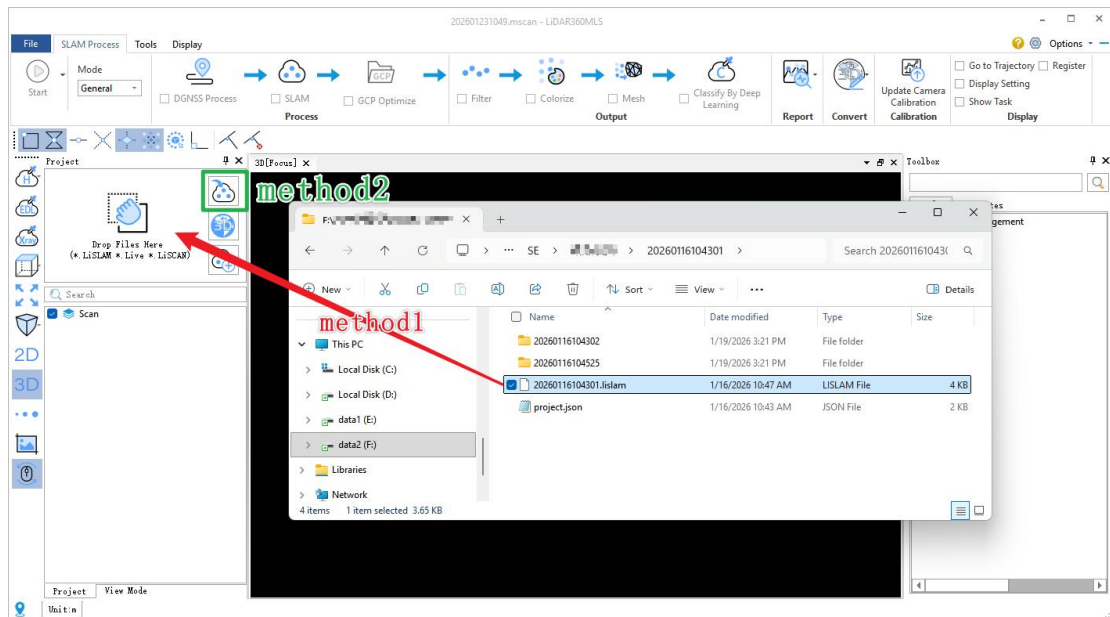 202601231049.mscan - LiDAR360MLS
File SLAM Process Tools Display Options
Start
Mode
General
DGNSS Process
SLAM
GCP
GCP Optimize
Process
Filter
Colorize
Mesh
Classify By Deep
Learning
Output
Report
Convert
Update Camera
Calibration
Calibration
Go to Trajectory Register
Display Setting
Show Task
Display
Project
3D[Focus]
Toolbox
method2
H
EDL
Xray
3D
Drop Files Here
(*.LiSLAM *.Live *.LiSCAN)
Search
Scan
2D
3D
F:\
SE > > 20260116104301 >
Search 2026011610430
New
Sort
View
Details
method1
Name Date modified Type Size
This PC
Local Disk (C:)
Local Disk (D:)
data1 (E:)
data2 (F:)
Libraries
Network
20260116104302 1/19/2026 3:21 PM File folder
20260116104525 1/19/2026 3:21 PM File folder
20260116104301.lislam 1/16/2026 10:47 AM LISLAM File 4 KB
project.json 1/16/2026 10:43 AM JSON File 2 KB
4 items 1 item selected 3.65 KB
Project View Mode
Unit:m